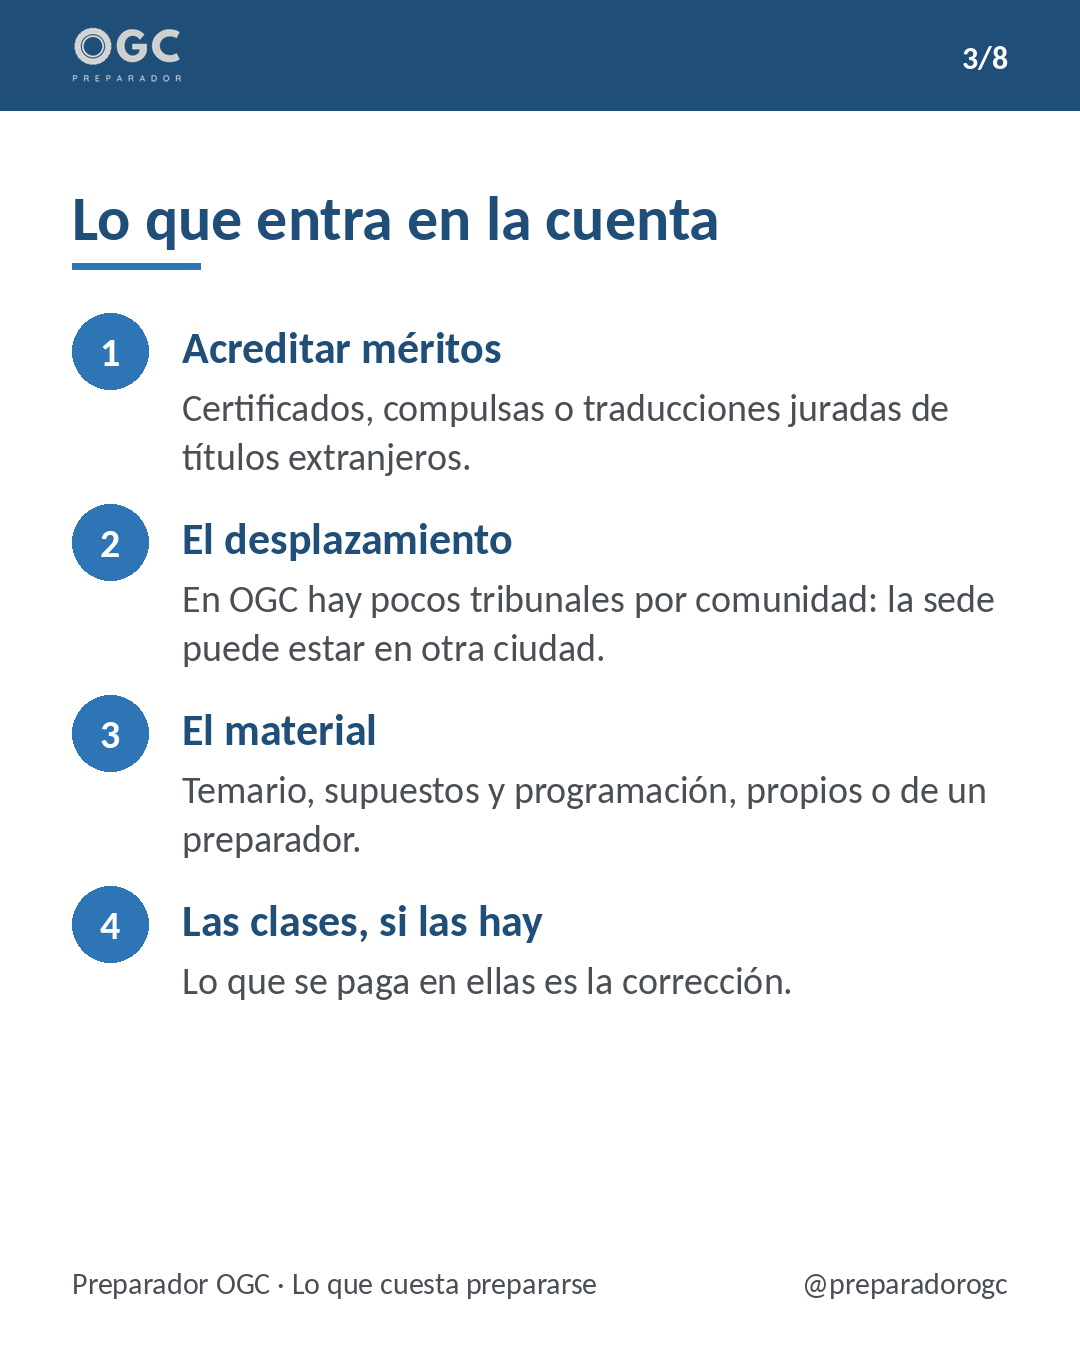 OGC
PREPARADOR
3/8
Lo que entra en la cuenta
1
Acreditar méritos
Certificados, compulsas o traducciones juradas de
títulos extranjeros.
2
El desplazamiento
En OGC hay pocos tribunales por comunidad: la sede
puede estar en otra ciudad.
3
El material
Temario, supuestos y programación, propios o de un
preparador.
4
Las clases, si las hay
Lo que se paga en ellas es la corrección.
Preparador OGC · Lo que cuesta prepararse
@preparadorogc